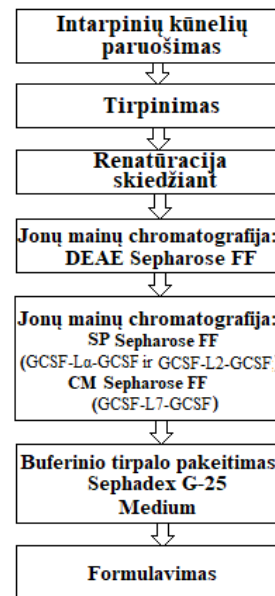 Intarpinių kūnelių
paruošimas
Tirpinimas
Renatūracija
skiedžiant
Jonų mainų chromatografija:
DEAE Sepharose FF
Jonų mainų chromatografija:
SP Sepharose FF
(GCSF-Lα-GCSF ir GCSF-L2-GCSF)
CM Sepharose FF
(GCSF-L7-GCSF)
Buferinio tirpalo pakeitimas:
Sephadex G-25
Medium
Formulavimas